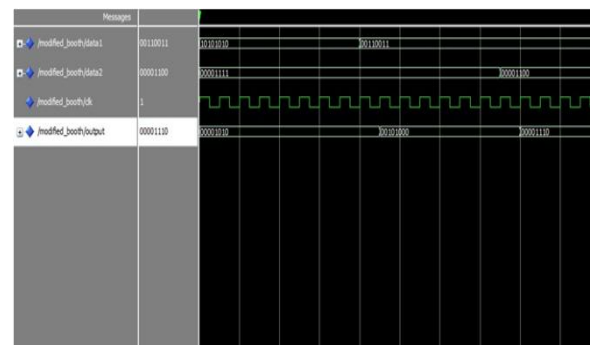 Messages
/modified_booth/data1 00110011 10101010 00110011
/modified_booth/data2 00001100 00001111 00001100
/modified_booth/clk 1
/modified_booth/output 00001110 00001010 00101000 00001110